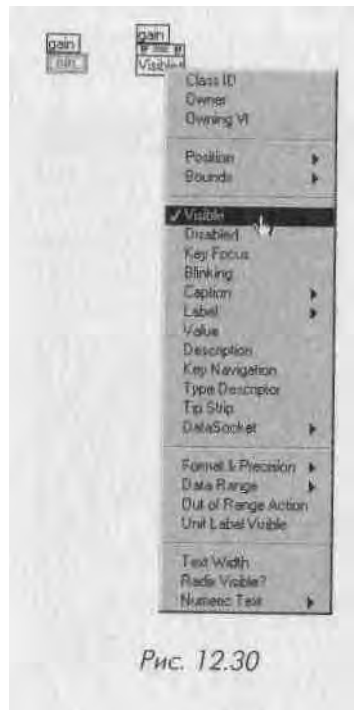 gain
gain
Visible
Class ID
Owner
Owning VI
Position
Bounds
✓ Visible
Disabled
Key Focus
Blinking
Caption
Label
Value
Description
Key Navigation
Type Descriptor
Tip Strip
DataSocket
Format & Precision
Data Range
Out of Range Action
Unit Label Visible
Text Width
Radix Visible?
Numeric Text
Рис. 12.30